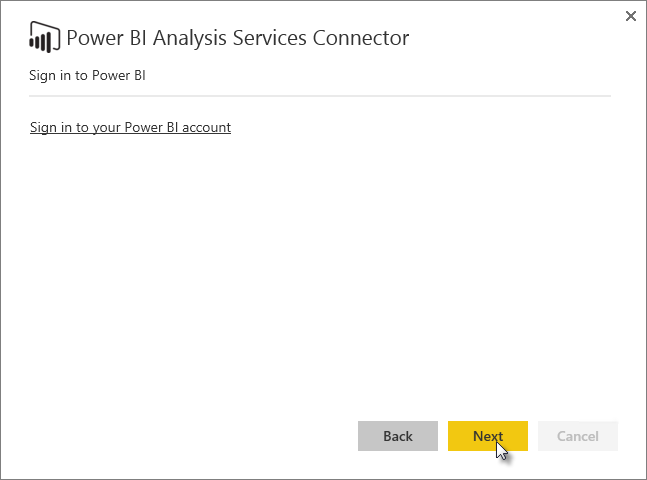 Power BI Analysis Services Connector
Sign in to Power BI
Sign in to your Power BI account
Back
Next
Cancel